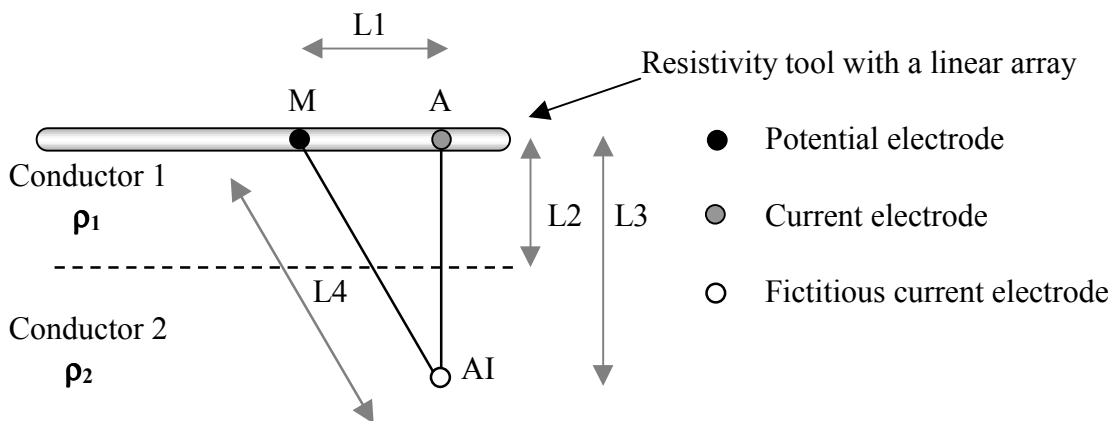 L1
Resistivity tool with a linear array
M
A
Potential electrode
Conductor 1
ρ1
L2
L3
Current electrode
L4
Fictitious current electrode
Conductor 2
ρ2
AI